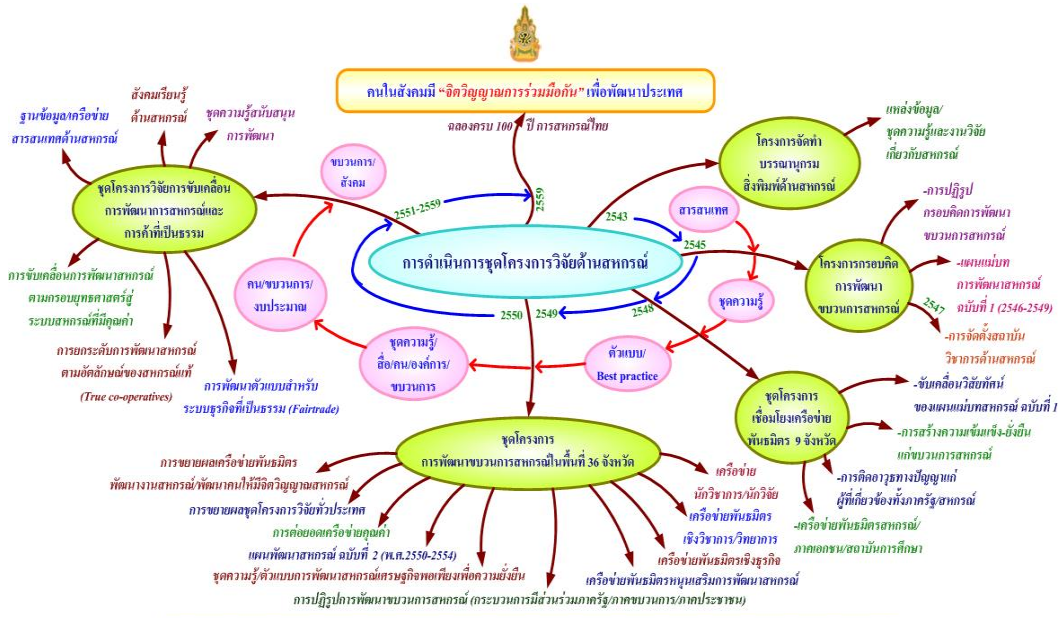 คนในสังคมมี “จิตวิญญาณการร่วมมือกัน” เพื่อพัฒนาประเทศ
ฉลองครบ 100 ปี การสหกรณ์ไทย
ฐานข้อมูล/เครือข่าย
สารสนเทศด้านสหกรณ์
สังคมเรียนรู้
ด้านสหกรณ์
ชุดความรู้สนับสนุน
การพัฒนา
ชุดโครงการวิจัยการขับเคลื่อน
การพัฒนาการสหกรณ์และ
การค้าที่เป็นธรรม
การขับเคลื่อนการพัฒนาสหกรณ์
ตามกรอบยุทธศาสตร์สู่
ระบบสหกรณ์ที่มีคุณค่า
การยกระดับการพัฒนาสหกรณ์
ตามอัตลักษณ์ของสหกรณ์แท้
(True co-operatives)
การพัฒนาตัวแบบสำหรับ
ระบบธุรกิจที่เป็นธรรม (Fairtrade)
ขบวนการ/
สังคม
2551-2559
2559
2543
2545
2548
2549
2550
การดำเนินการชุดโครงการวิจัยด้านสหกรณ์
สารสนเทศ
ชุดความรู้
ตัวแบบ/
Best practice
ชุดความรู้/
สื่อ/คน/องค์การ/
ขบวนการ
คน/ขบวนการ/
งบประมาณ
โครงการจัดทำ
บรรณานุกรม
สิ่งพิมพ์ด้านสหกรณ์
แหล่งข้อมูล/
ชุดความรู้และงานวิจัย
เกี่ยวกับสหกรณ์
โครงการกรอบคิด
การพัฒนา
ขบวนการสหกรณ์
-การปฏิรูป
กรอบคิดการพัฒนา
ขบวนการสหกรณ์
-แผนแม่บท
การพัฒนาสหกรณ์
ฉบับที่ 1 (2546-2549)
2547
-การจัดตั้งสถาบัน
วิชาการด้านสหกรณ์
ชุดโครงการ
เชื่อมโยงเครือข่าย
พันธมิตร 9 จังหวัด
-ขับเคลื่อนวิสัยทัศน์
ของแผนแม่บทสหกรณ์ ฉบับที่ 1
-การสร้างความเข้มแข็ง-ยั่งยืน
แก่ขบวนการสหกรณ์
-การติดอาวุธทางปัญญาแก่
ผู้ที่เกี่ยวข้องทั้งภาครัฐ/สหกรณ์
-เครือข่ายพันธมิตรสหกรณ์/
ภาคเอกชน/สถาบันการศึกษา
ชุดโครงการ
การพัฒนาขบวนการสหกรณ์ในพื้นที่ 36 จังหวัด
การขยายผลเครือข่ายพันธมิตร
พัฒนางานสหกรณ์/พัฒนาคนให้มีจิตวิญญาณสหกรณ์
การขยายผลชุดโครงการวิจัยทั่วประเทศ
การต่อยอดเครือข่ายคุณค่า
แผนพัฒนาสหกรณ์ ฉบับที่ 2 (พ.ศ.2550-2554)
ชุดความรู้/ตัวแบบการพัฒนาสหกรณ์เศรษฐกิจพอเพียงเพื่อความยั่งยืน
การปฏิรูปการพัฒนาขบวนการสหกรณ์ (กระบวนการมีส่วนร่วมภาครัฐ/ภาคขบวนการ/ภาคประชาชน)
เครือข่าย
นักวิชาการ/นักวิจัย
เครือข่ายพันธมิตร
เชิงวิชาการ/วิทยาการ
เครือข่ายพันธมิตรเชิงธุรกิจ
เครือข่ายพันธมิตรหนุนเสริมการพัฒนาสหกรณ์